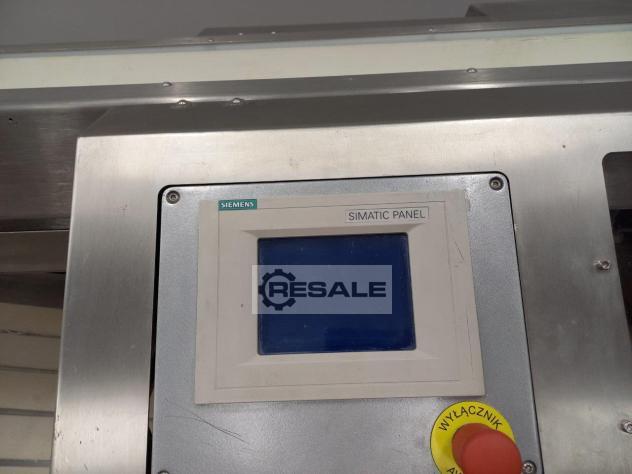 SIEMENS
SIMATIC PANEL
RESALE
WYŁĄCZNIK